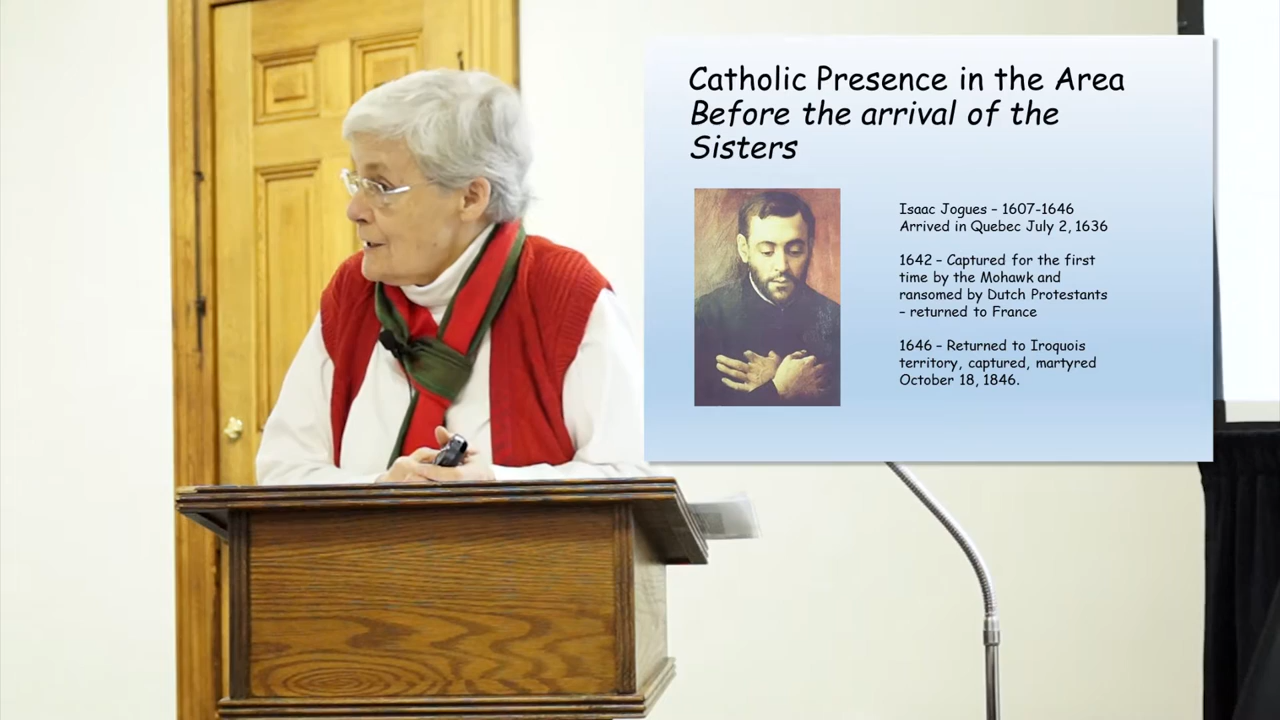 Catholic Presence in the Area
Before the arrival of the
Sisters
Isaac Jogues – 1607-1646
Arrived in Quebec July 2, 1636
1642 – Captured for the first
time by the Mohawk and
ransomed by Dutch Protestants
– returned to France
1646 – Returned to Iroquois
territory, captured, martyred
October 18, 1846.